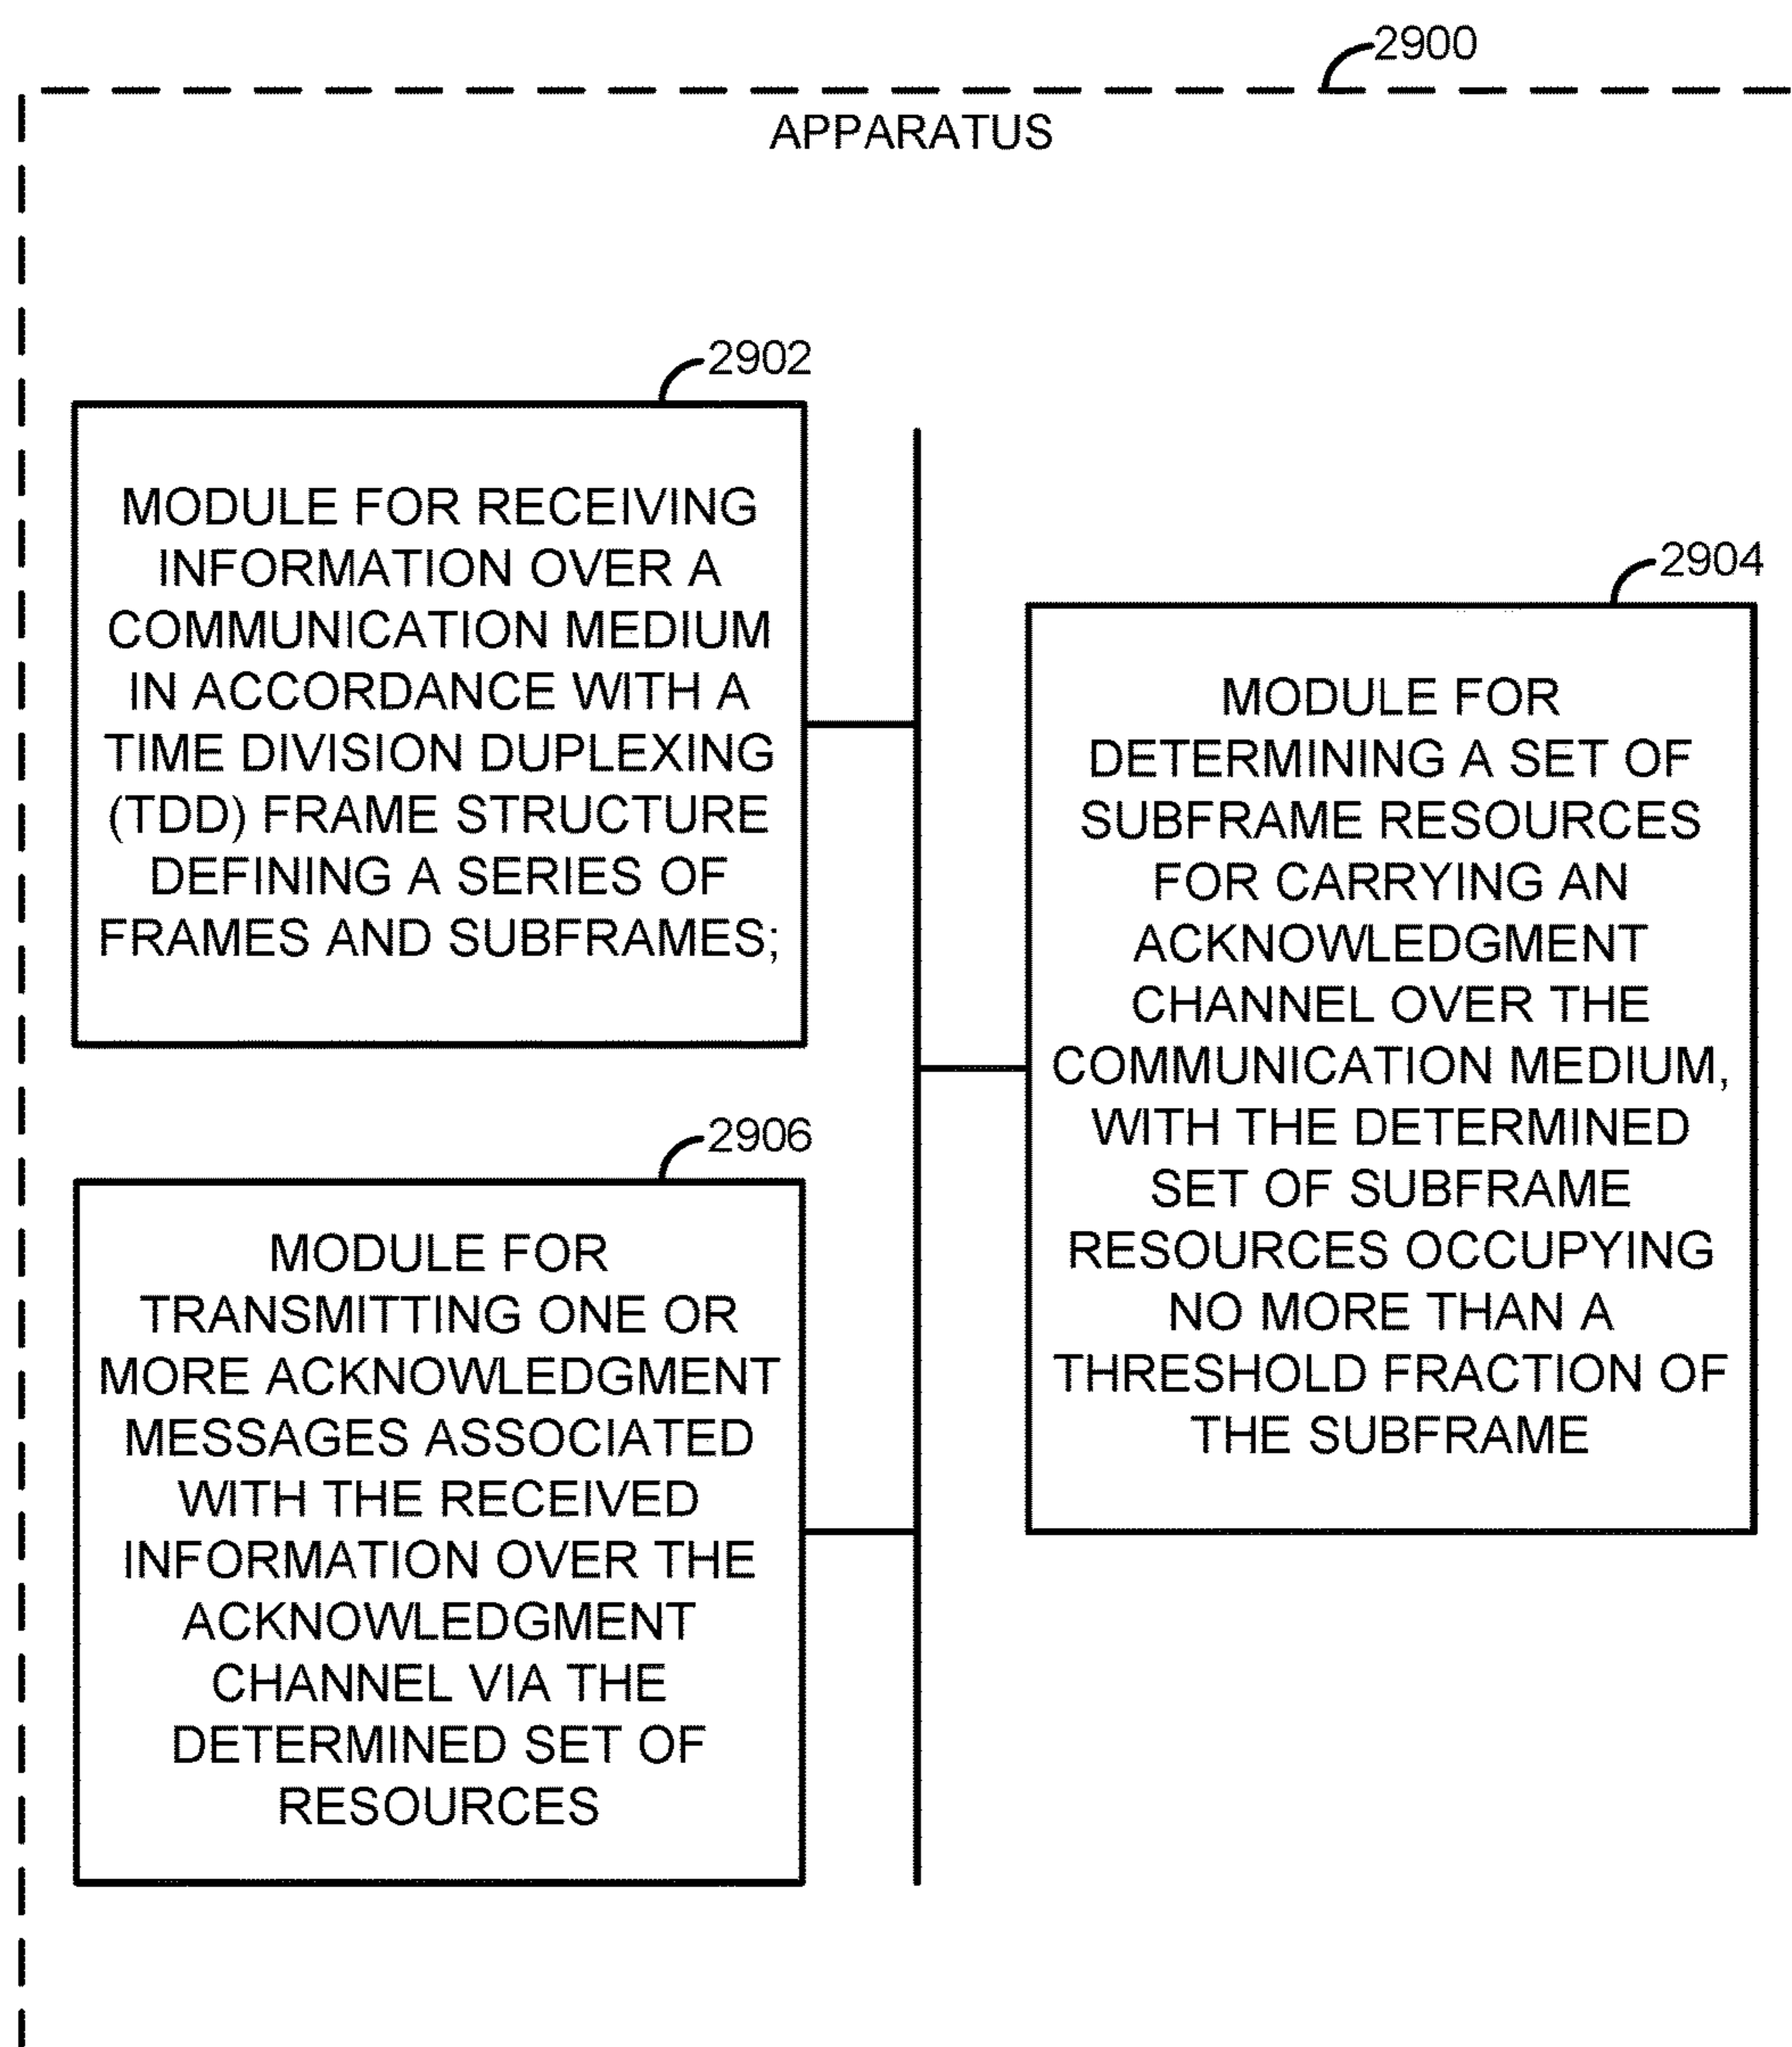 2900
APPARATUS
2902
MODULE FOR RECEIVING
INFORMATION OVER A
COMMUNICATION MEDIUM
IN ACCORDANCE WITH A
TIME DIVISION DUPLEXING
(TDD) FRAME STRUCTURE
DEFINING A SERIES OF
FRAMES AND SUBFRAMES;
2904
MODULE FOR
DETERMINING A SET OF
SUBFRAME RESOURCES
FOR CARRYING AN
ACKNOWLEDGMENT
CHANNEL OVER THE
COMMUNICATION MEDIUM,
WITH THE DETERMINED
SET OF SUBFRAME
RESOURCES OCCUPYING
NO MORE THAN A
THRESHOLD FRACTION OF
THE SUBFRAME
2906
MODULE FOR
TRANSMITTING ONE OR
MORE ACKNOWLEDGMENT
MESSAGES ASSOCIATED
WITH THE RECEIVED
INFORMATION OVER THE
ACKNOWLEDGMENT
CHANNEL VIA THE
DETERMINED SET OF
RESOURCES